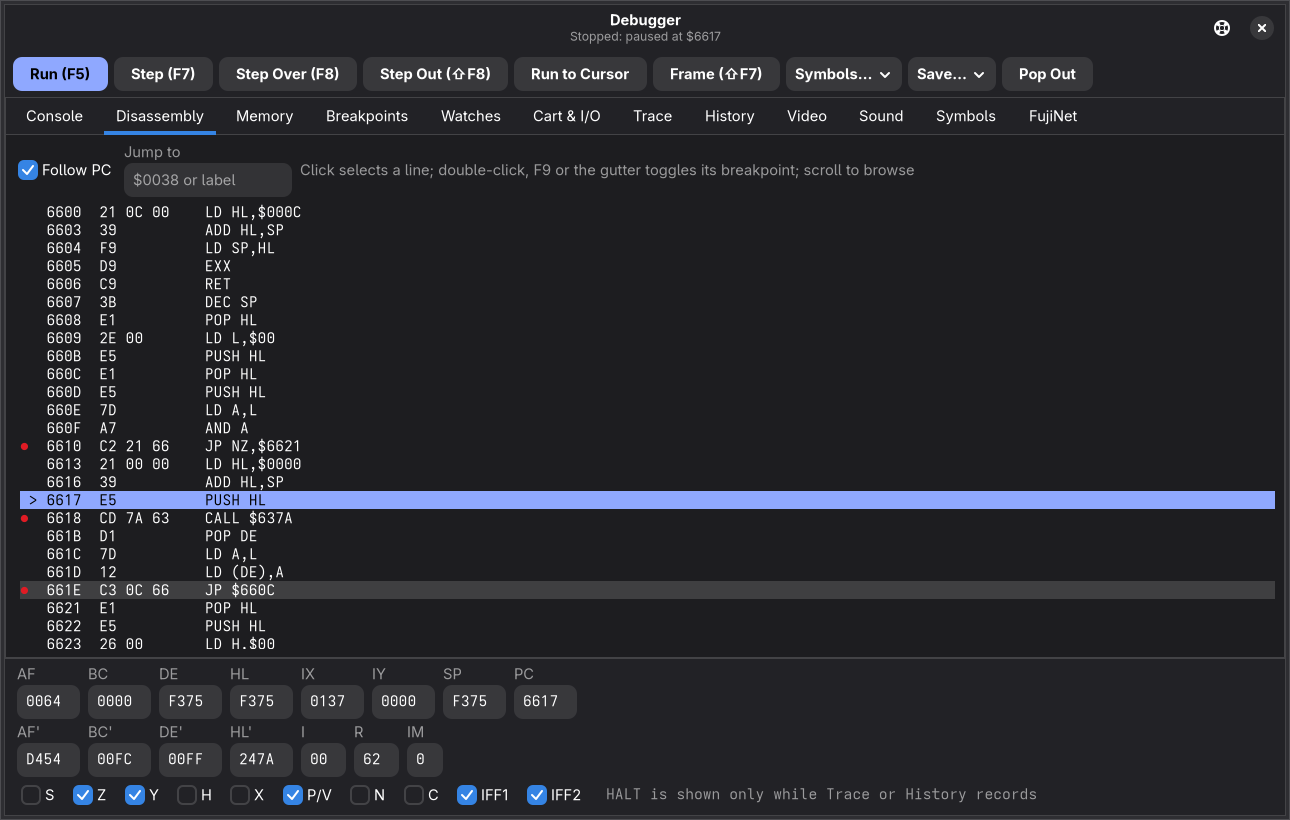 Debugger
Stopped: paused at $6617
Run (F5) Step (F7) Step Over (F8) Step Out (⇧F8) Run to Cursor Frame (⇧F7) Symbols... Save... Pop Out
Console Disassembly Memory Breakpoints Watches Cart & I/O Trace History Video Sound Symbols FujiNet
Follow PC
Jump to
$0038 or label
Click selects a line; double-click, F9 or the gutter toggles its breakpoint; scroll to browse
6600 21 0C 00 LD HL,$000C
6603 39 ADD HL,SP
6604 F9 LD SP,HL
6605 D9 EXX
6606 C9 RET
6607 3B DEC SP
6608 E1 POP HL
6609 2E 00 LD L,$00
660B E5 PUSH HL
660C E1 POP HL
660D E5 PUSH HL
660E 7D LD A,L
660F A7 AND A
6610 C2 21 66 JP NZ,$6621
6613 21 00 00 LD HL,$0000
6616 39 ADD HL,SP
> 6617 E5 PUSH HL
6618 CD 7A 63 CALL $637A
661B D1 POP DE
661C 7D LD A,L
661D 12 LD (DE),A
661E C3 0C 66 JP $660C
6621 E1 POP HL
6622 E5 PUSH HL
6623 26 00 LD H.$00
AF BC DE HL IX IY SP PC
0064 0000 F375 F375 0137 0000 F375 6617
AF' BC' DE' HL' I R IM
D454 00FC 00FF 247A 00 62 0
S Z Y H X P/V N C IFF1 IFF2 HALT is shown only while Trace or History records